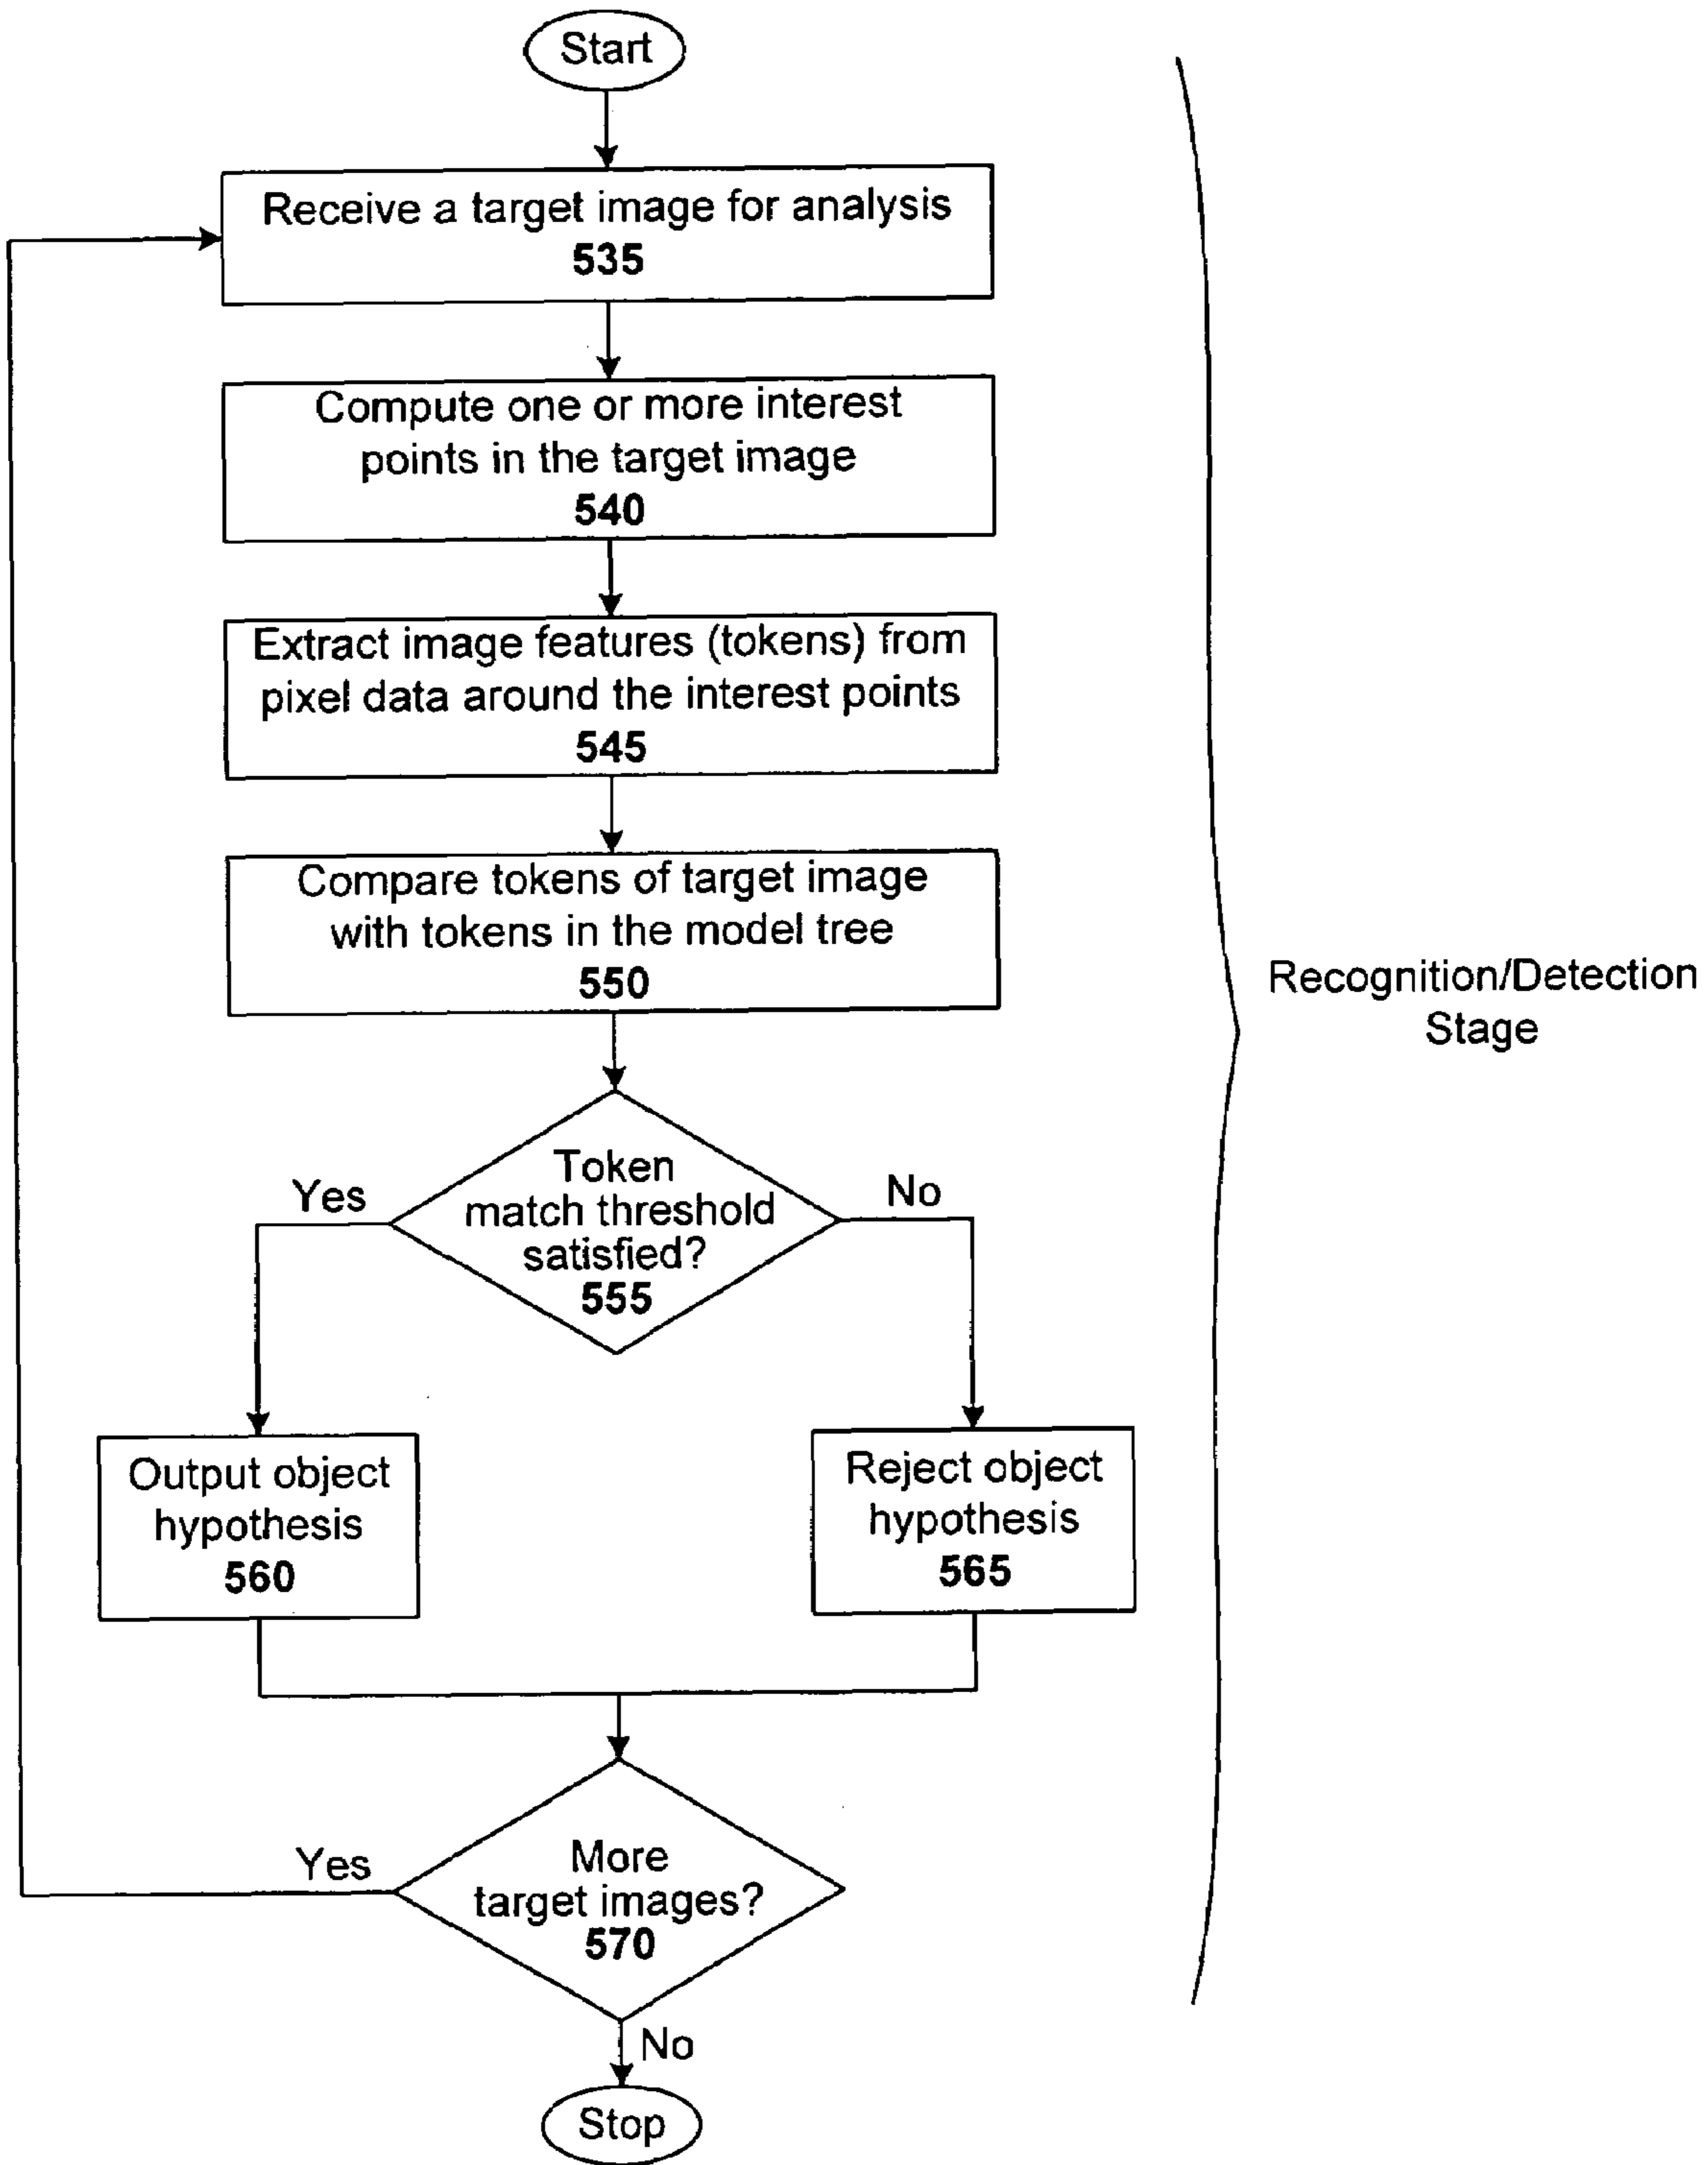 Start
Receive a target image for analysis
535
Compute one or more interest
points in the target image
540
Extract image features (tokens) from
pixel data around the interest points
545
Compare tokens of target image
with tokens in the model tree
550
Recognition/Detection
Stage
Token
match threshold
satisfied?
555
Yes
No
Output object
hypothesis
560
Reject object
hypothesis
565
More
target images?
570
Yes
No
Stop